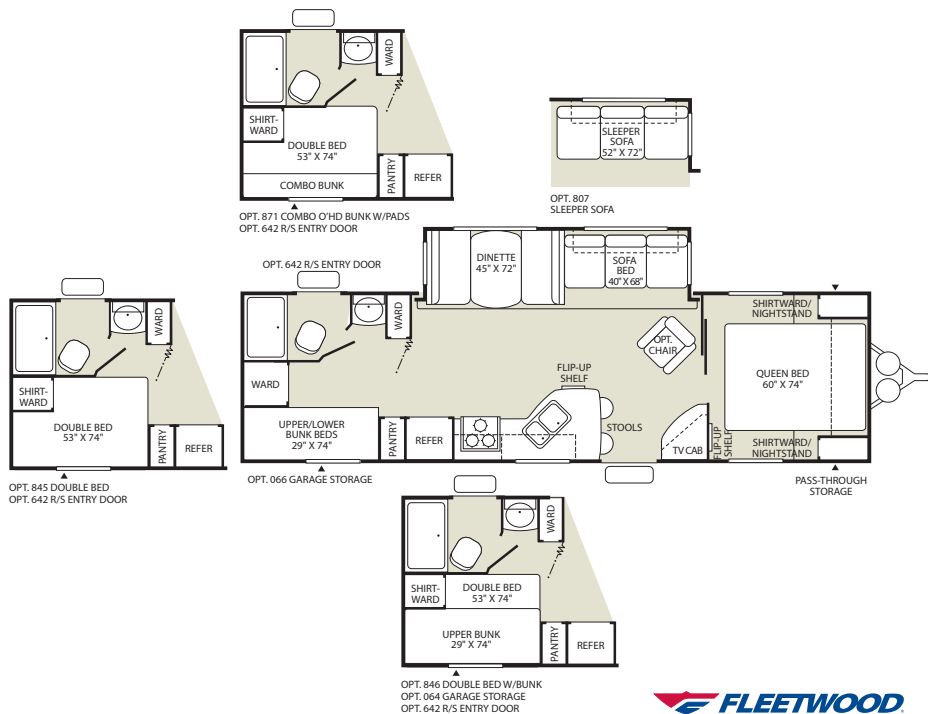 WARD
SHIRT-
WARD
DOUBLE BED
53" X 74"
COMBO BUNK
PANTRY
REFER
OPT. 871 COMBO O'HD BUNK W/PADS
OPT. 642 R/S ENTRY DOOR
SLEEPER
SOFA
52" X 72"
OPT. 807
SLEEPER SOFA
WARD
SHIRT-
WARD
DOUBLE BED
53" X 74"
PANTRY
REFER
OPT. 845 DOUBLE BED
OPT. 642 R/S ENTRY DOOR
OPT. 642 R/S ENTRY DOOR
DINETTE
45" X 72"
SOFA
BED
40" X 68"
WARD
WARD
UPPER/LOWER
BUNK BEDS
29" X 74"
PANTRY
REFER
OPT. 066 GARAGE STORAGE
FLIP-UP
SHELF
STOOLS
OPT.
CHAIR
TV CAB
FLIP-UP
SHELF
SHIRTWARD/
NIGHTSTAND
QUEEN BED
60" X 74"
SHIRTWARD/
NIGHTSTAND
PASS-THROUGH
STORAGE
WARD
SHIRT-
WARD
DOUBLE BED
53" X 74"
UPPER BUNK
29" X 74"
PANTRY
REFER
OPT. 846 DOUBLE BED W/BUNK
OPT. 064 GARAGE STORAGE
OPT. 642 R/S ENTRY DOOR
FLEETWOOD